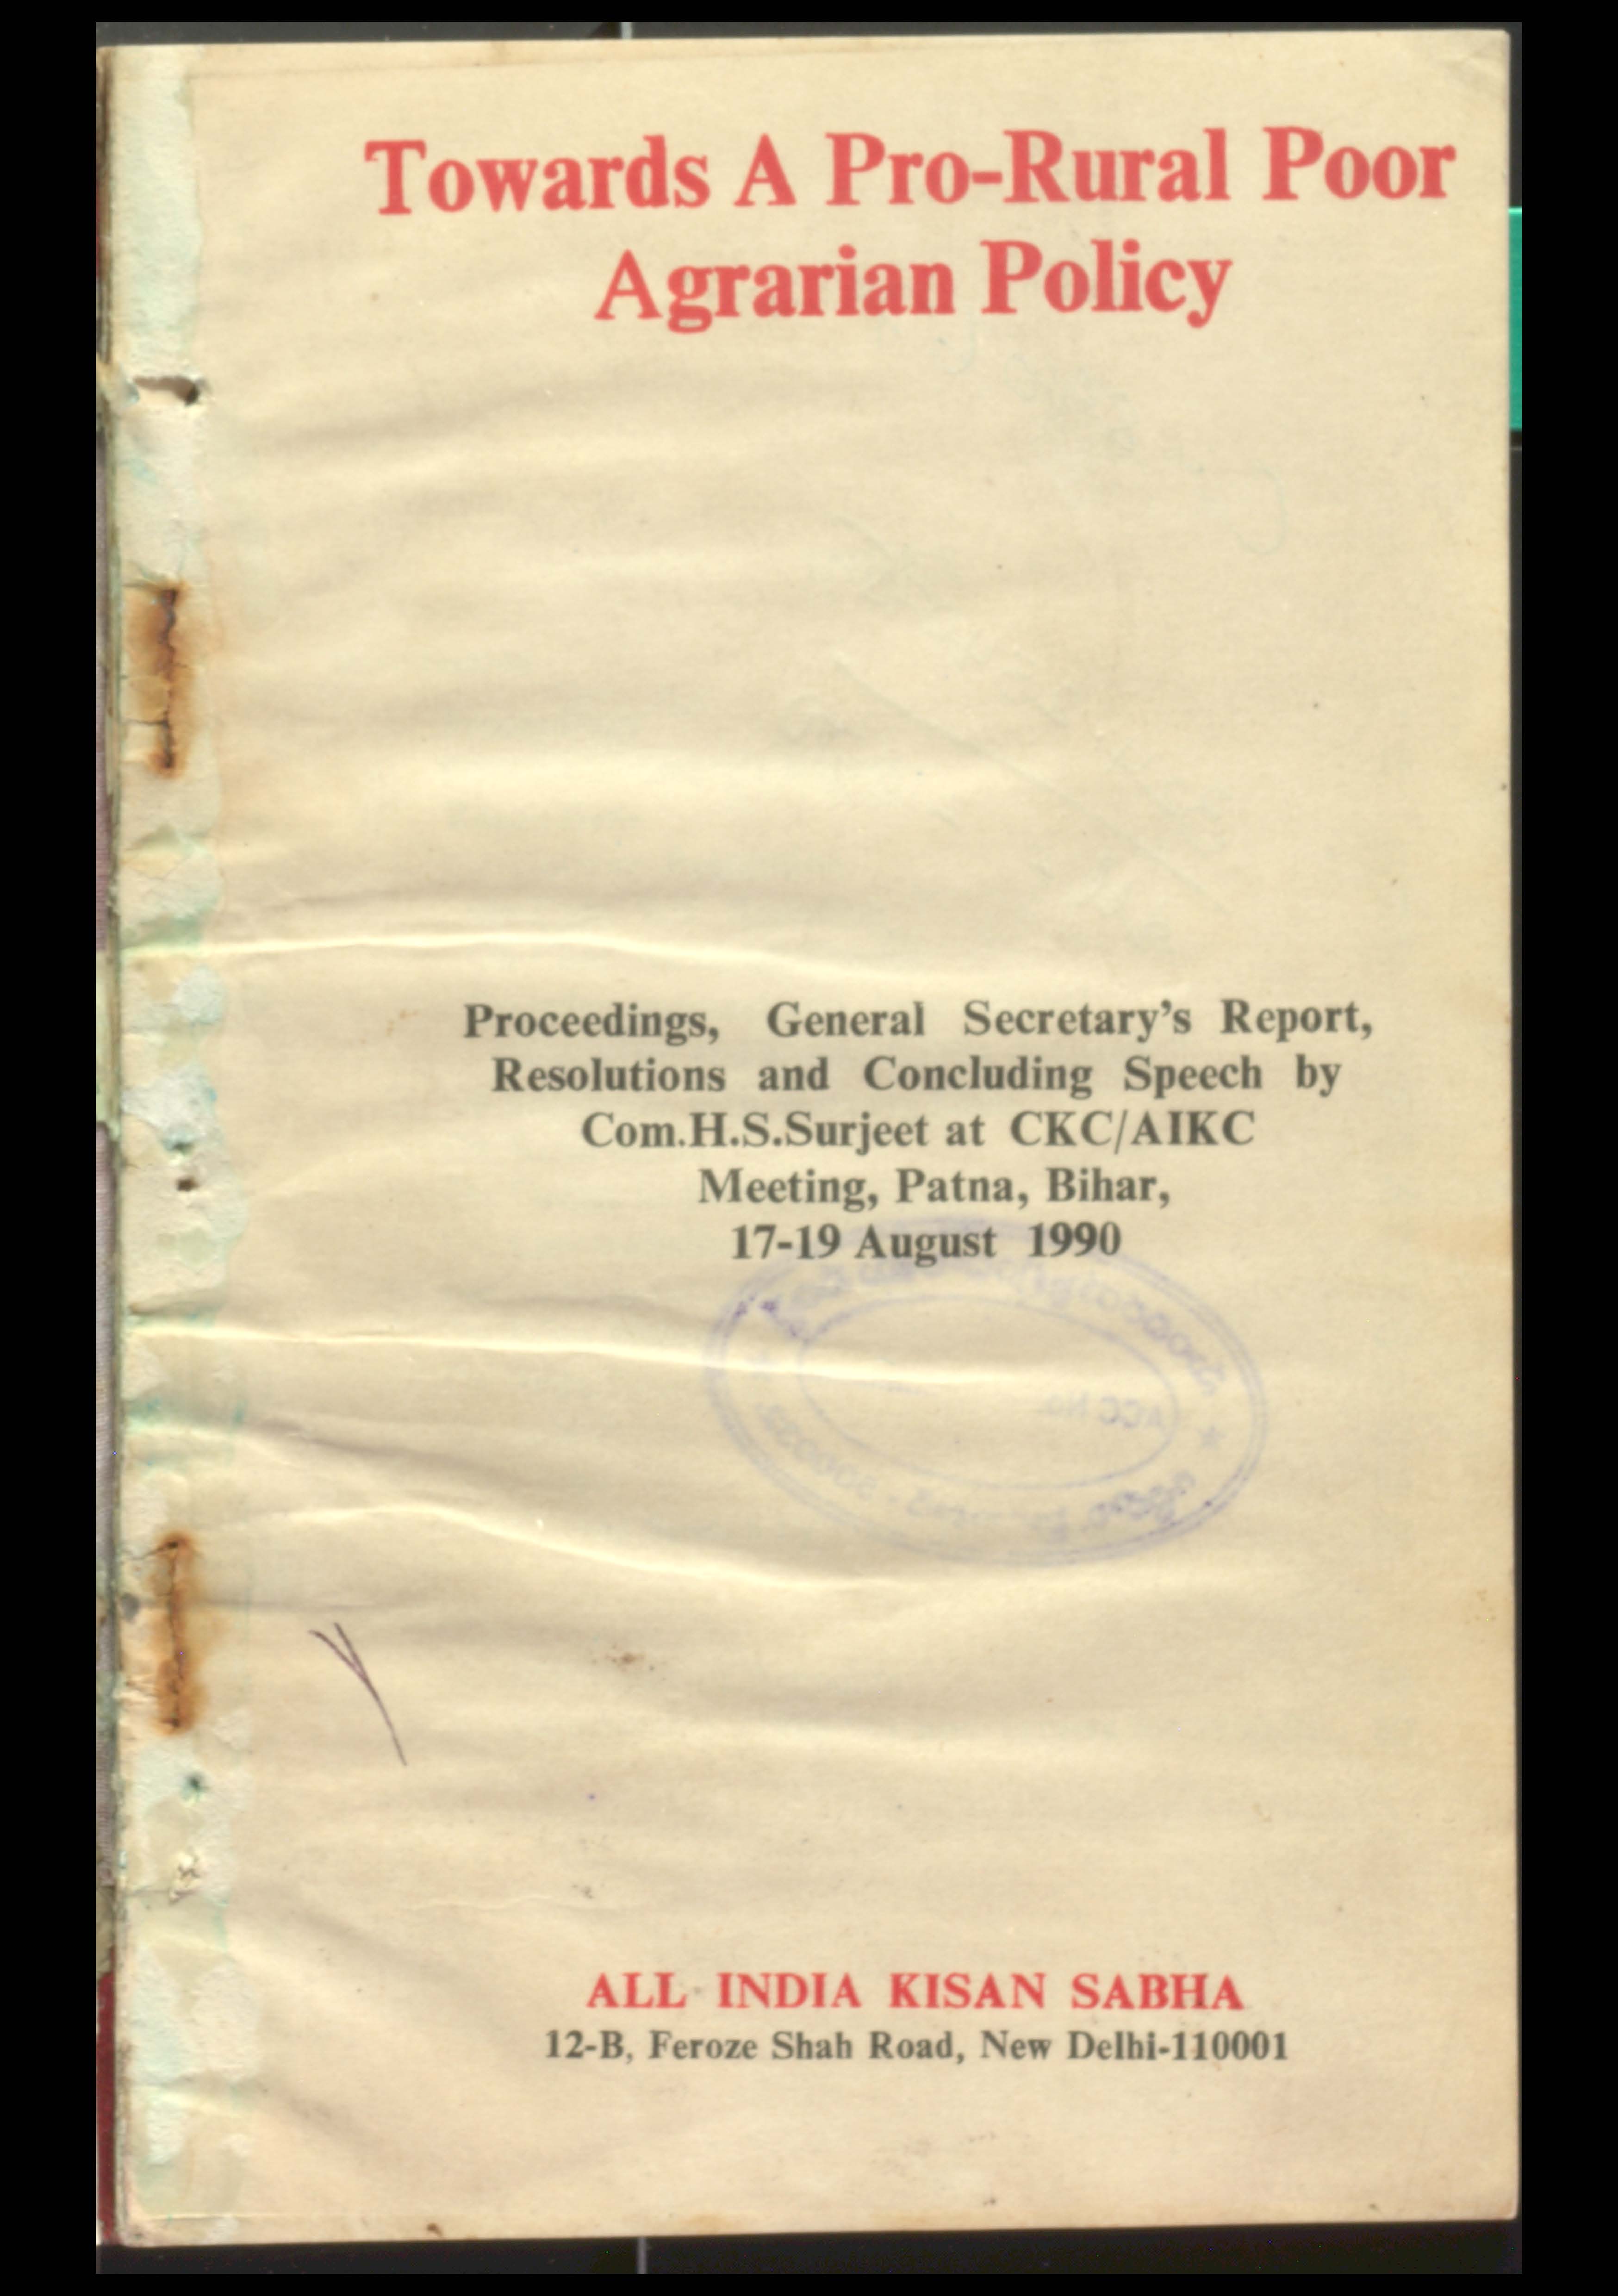 Towards A Pro-Rural Poor
Agrarian Policy
Proceedings, General Secretary's Report,
Resolutions and Concluding Speech by
Com.H.S.Surjeet at CKC/AIKC
Meeting, Patna, Bihar,
17-19 August 1990
ACC No
ALL INDIA KISAN SABHA
12-B, Feroze Shah Road, New Delhi-110001